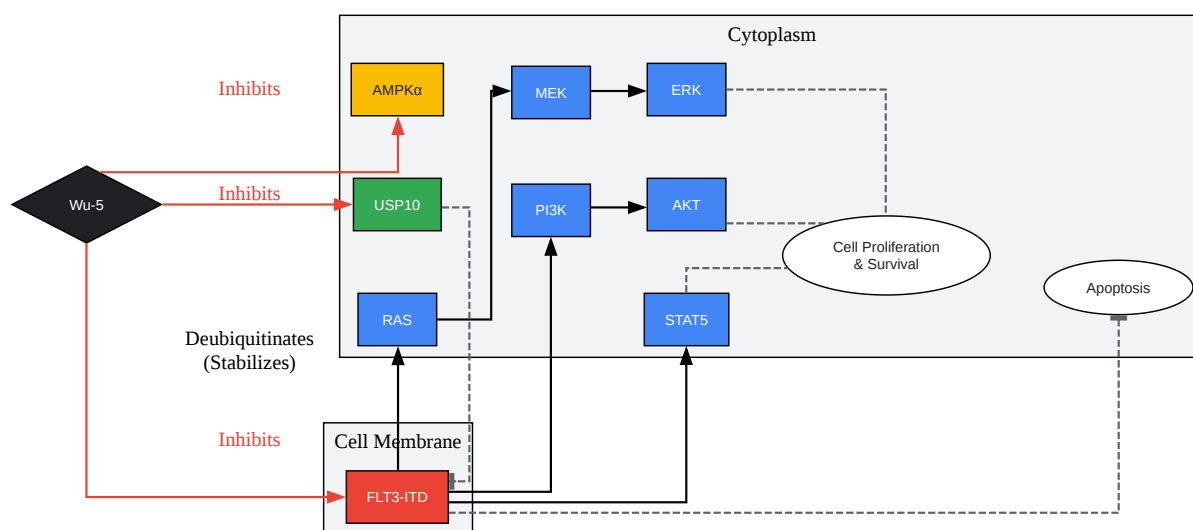 Cytoplasm
Inhibits
AMPKα
MEK
ERK
Wu-5
Inhibits
USP10
PI3K
AKT
Cell Proliferation
& Survival
Apoptosis
RAS
STAT5
Deubiquitinates
(Stabilizes)
Inhibits
Cell Membrane
FLT3-ITD